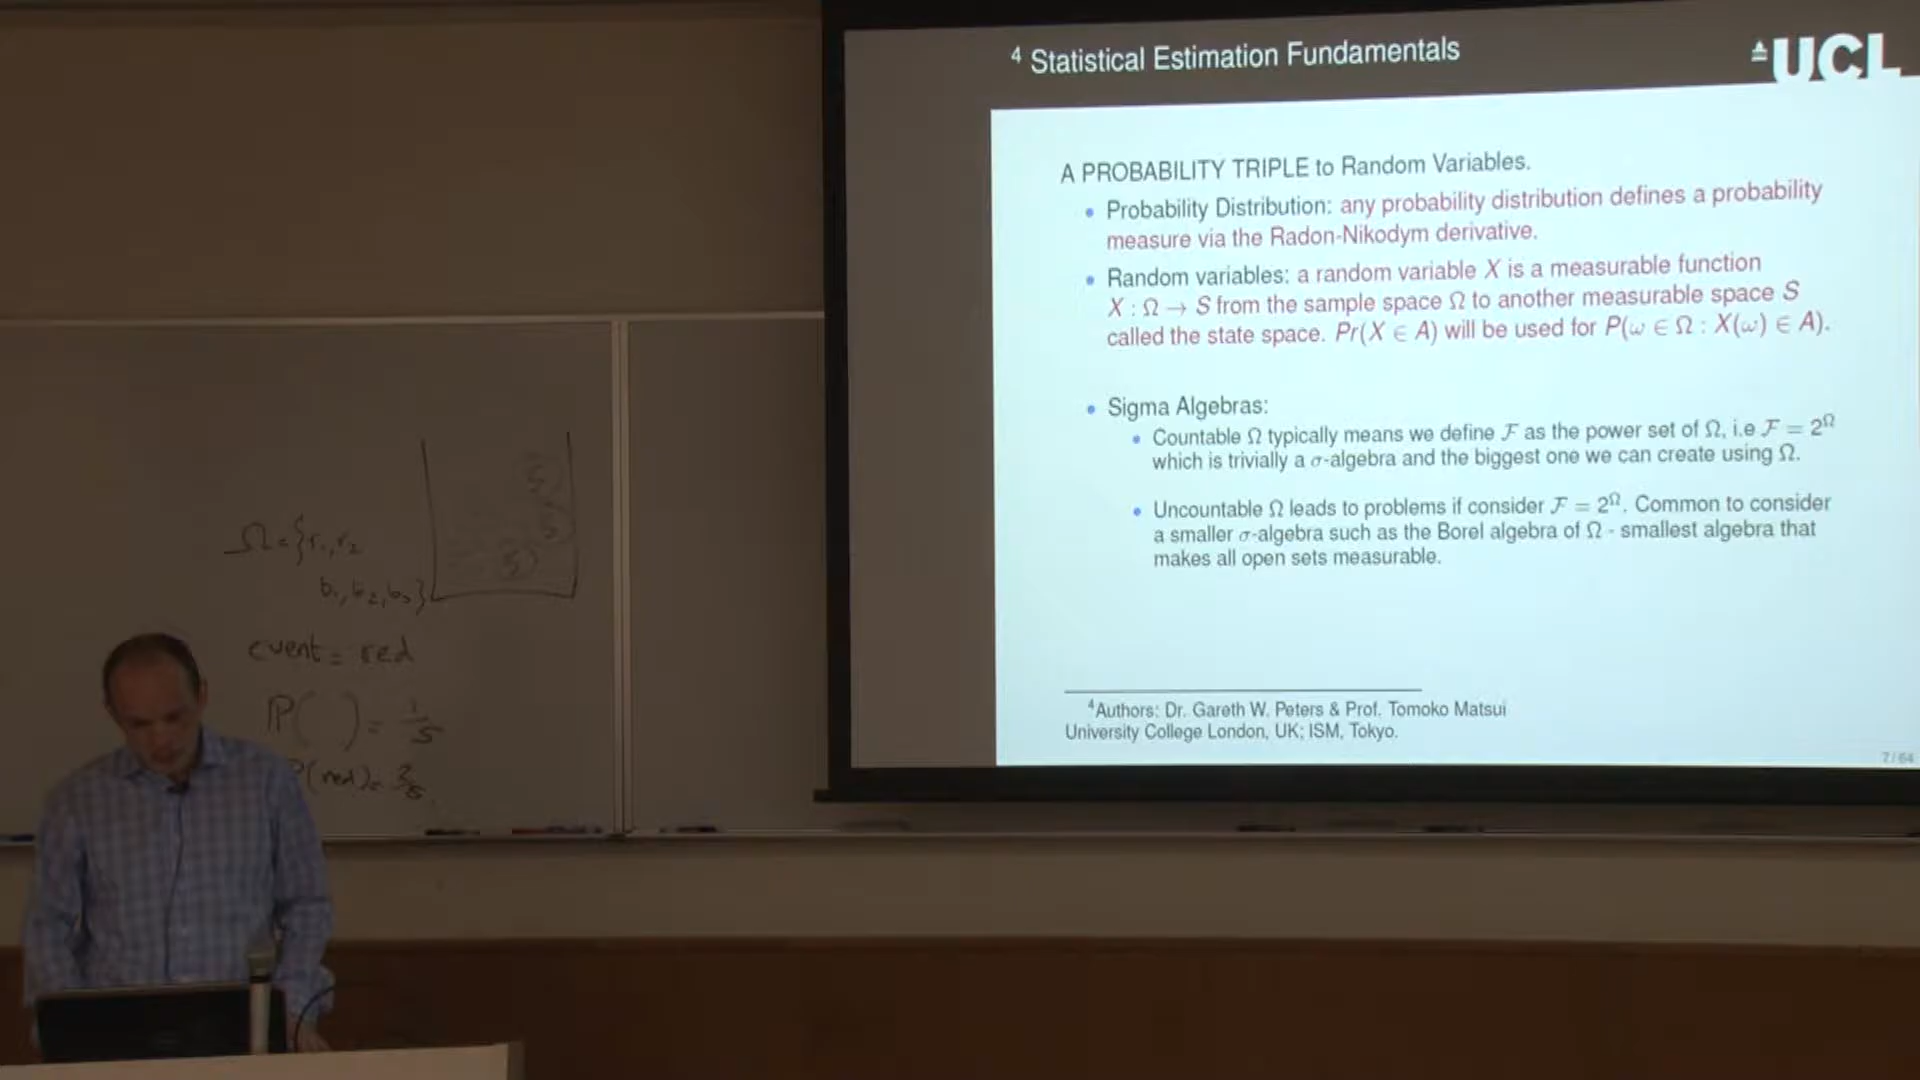 4 Statistical Estimation Fundamentals
UCL
A PROBABILITY TRIPLE to Random Variables.
• Probability Distribution: any probability distribution defines a probability
measure via the Radon-Nikodym derivative.
• Random variables: a random variable X is a measurable function
X : Ω → S from the sample space Ω to another measurable space S
called the state space. Pr(X ∈ A) will be used for P(ω ∈ Ω : X(ω) ∈ A).
• Sigma Algebras:
• Countable Ω typically means we define ℱ as the power set of Ω, i.e ℱ = 2^Ω
which is trivially a σ-algebra and the biggest one we can create using Ω.
• Uncountable Ω leads to problems if consider ℱ = 2^Ω. Common to consider
a smaller σ-algebra such as the Borel algebra of Ω - smallest algebra that
makes all open sets measurable.
4Authors: Dr. Gareth W. Peters & Prof. Tomoko Matsui
University College London, UK; ISM, Tokyo.
7 / 64
Ω = {r₁, r₂
b₁, b₂, b₃}
event = red
ℙ( ) = 1/5
P(red) = 2/5